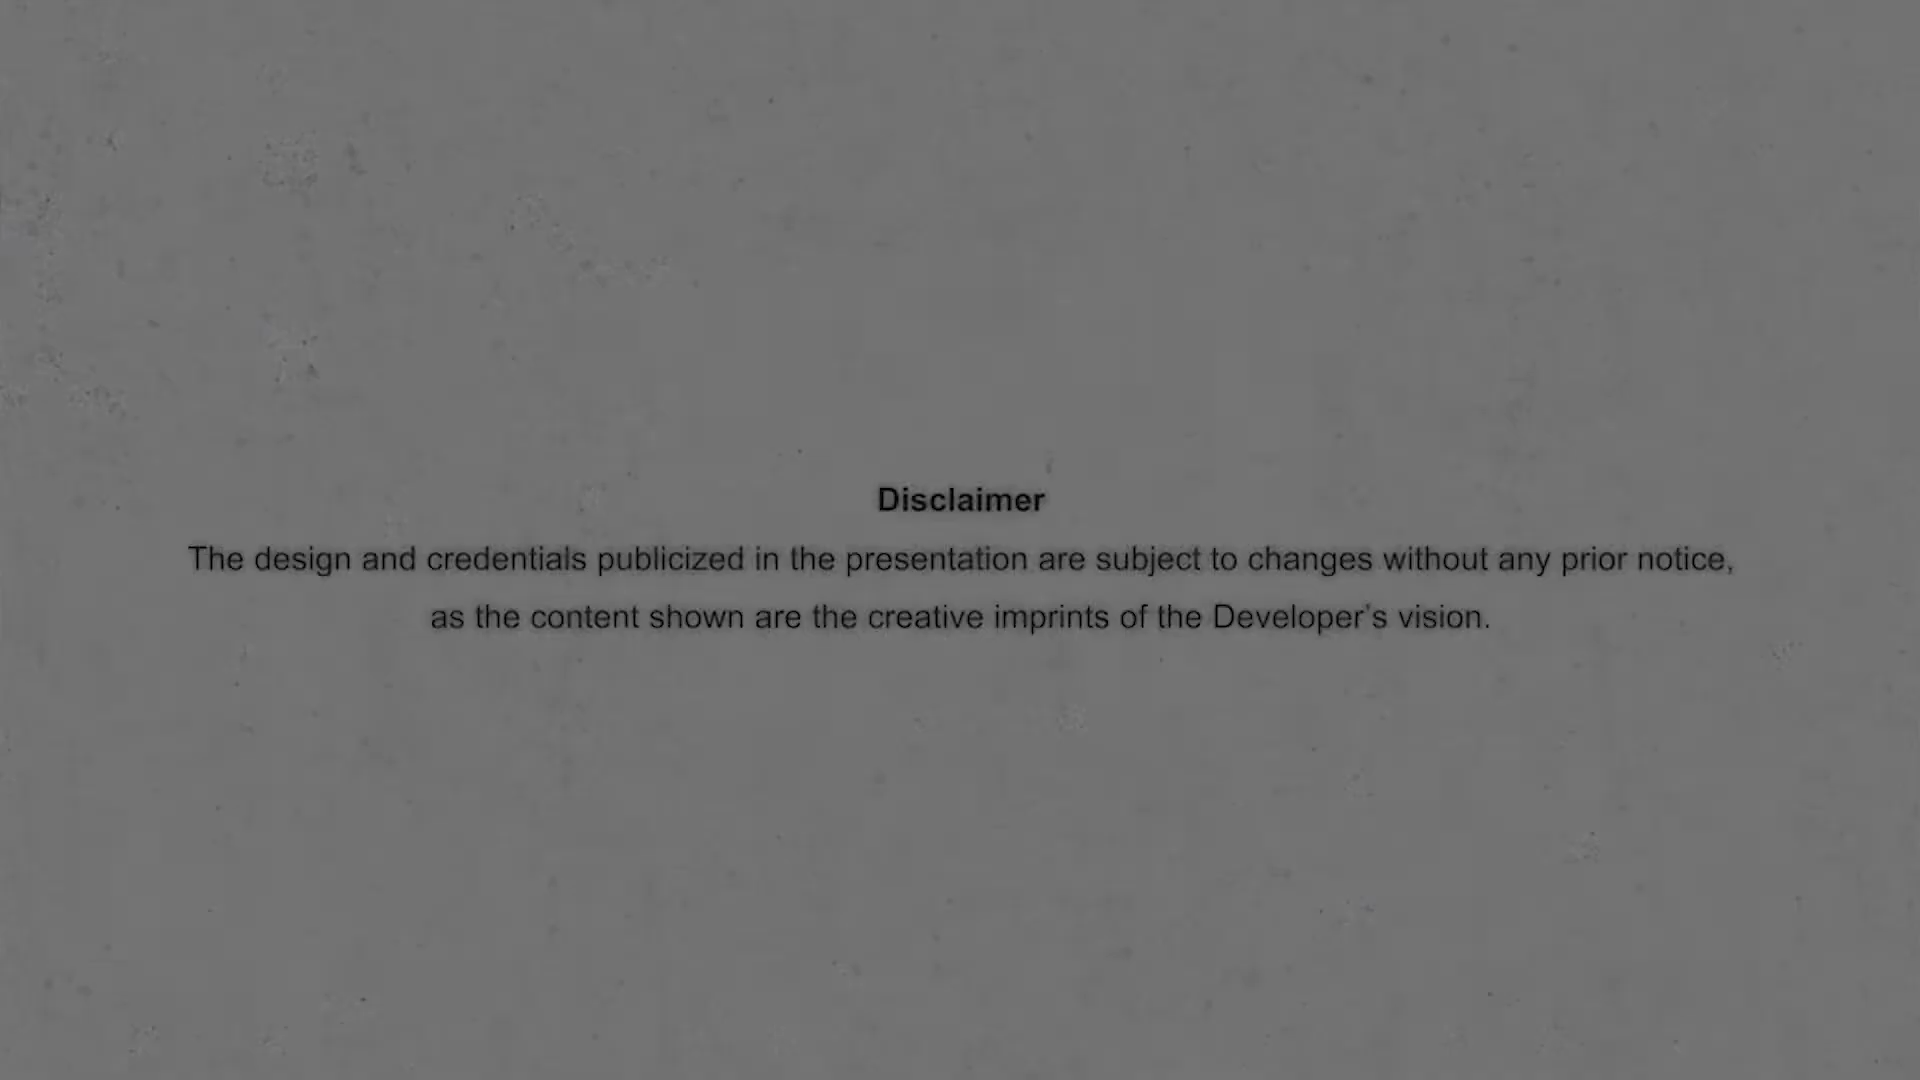 Disclaimer
The design and credentials publicized in the presentation are subject to changes without any prior notice,
as the content shown are the creative imprints of the Developer's vision.